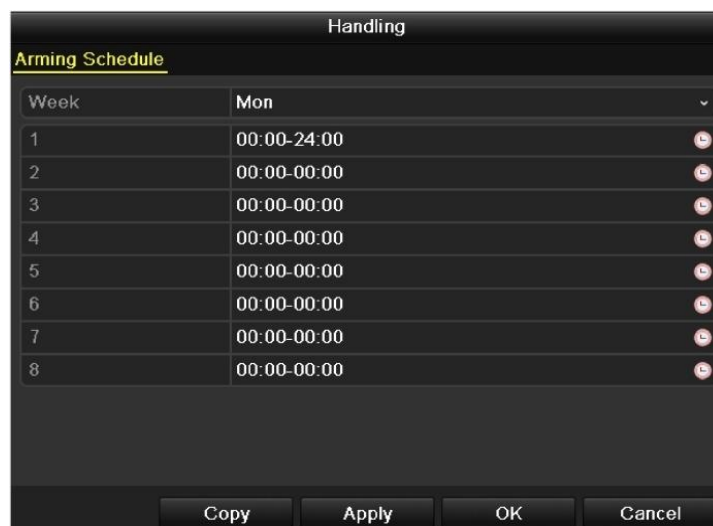 Handling
Arming Schedule
Week Mon
1 00:00-24:00
2 00:00-00:00
3 00:00-00:00
4 00:00-00:00
5 00:00-00:00
6 00:00-00:00
7 00:00-00:00
8 00:00-00:00
Copy Apply OK Cancel